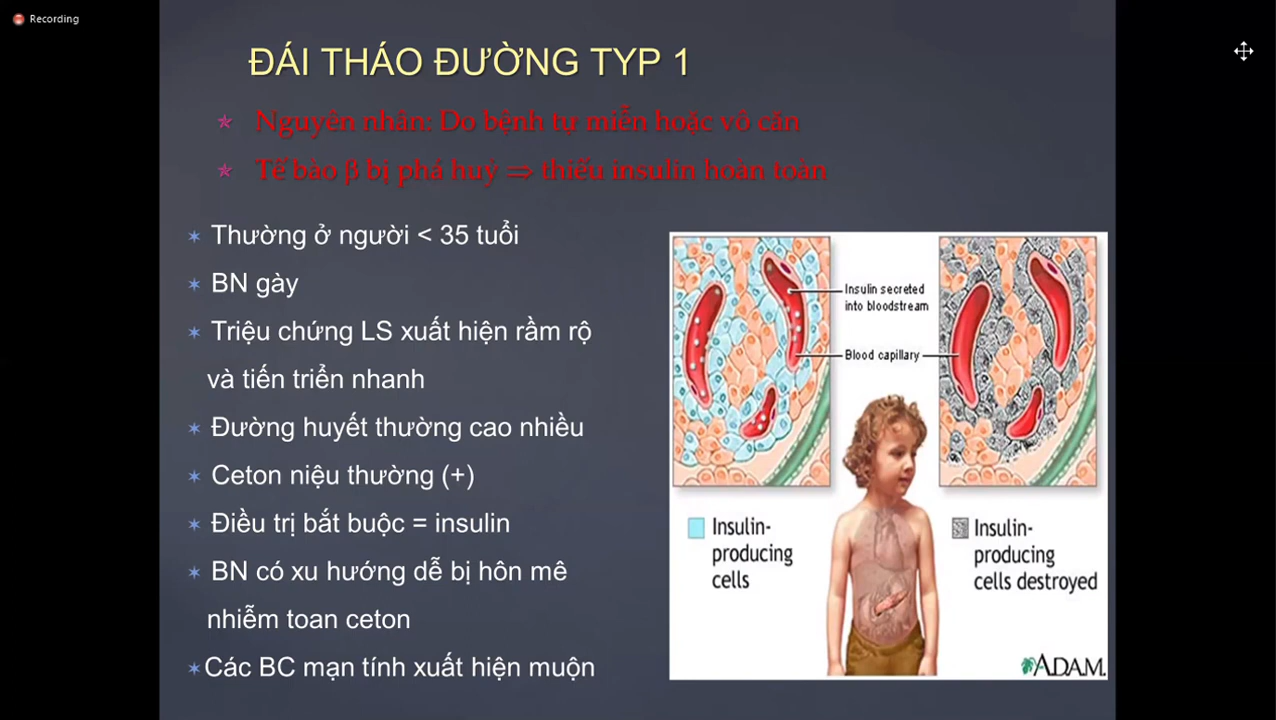 Recording
ĐÁI THÁO ĐƯỜNG TYP 1
Nguyên nhân: Do bệnh tự miễn hoặc vô căn
Tế bào β bị phá huỷ ⇒ thiếu insulin hoàn toàn
Thường ở người < 35 tuổi
BN gày
Triệu chứng LS xuất hiện rầm rộ
và tiến triển nhanh
Đường huyết thường cao nhiều
Ceton niệu thường (+)
Điều trị bắt buộc = insulin
BN có xu hướng dễ bị hôn mê
nhiễm toan ceton
Các BC mạn tính xuất hiện muộn
Insulin secreted
into bloodstream
Blood capillary
Insulin-
producing
cells
Insulin-
producing
cells destroyed
ADAM.